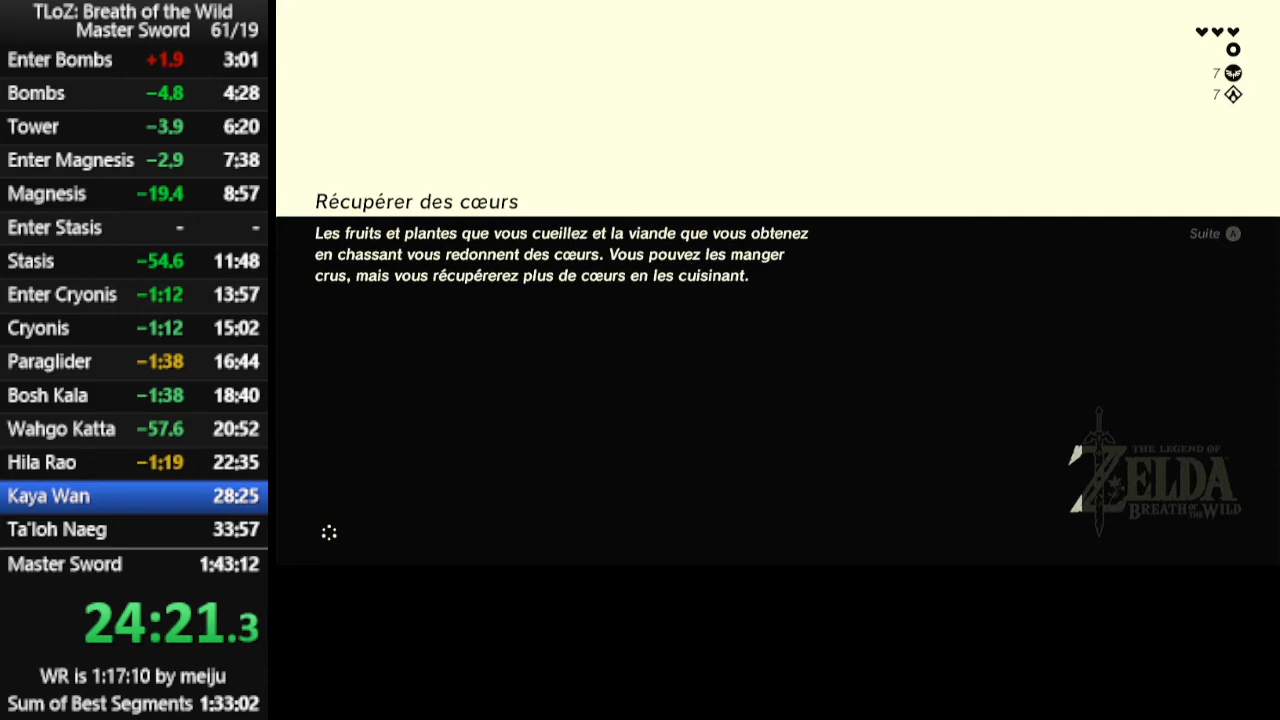 TLoZ: Breath of the Wild
Master Sword 61/19
Enter Bombs +1.9 3:01
Bombs −4.8 4:28
Tower −3.9 6:20
Enter Magnesis −2.9 7:38
Magnesis −19.4 8:57
Enter Stasis - -
Stasis −54.6 11:48
Enter Cryonis −1:12 13:57
Cryonis −1:12 15:02
Paraglider −1:38 16:44
Bosh Kala −1:38 18:40
Wahgo Katta −57.6 20:52
Hila Rao −1:19 22:35
Kaya Wan 28:25
Ta'loh Naeg 33:57
Master Sword 1:43:12
24:21.3
WR is 1:17:10 by meiju
Sum of Best Segments 1:33:02
7
7
Récupérer des cœurs
Les fruits et plantes que vous cueillez et la viande que vous obtenez
en chassant vous redonnent des cœurs. Vous pouvez les manger
crus, mais vous récupérerez plus de cœurs en les cuisinant.
Suite A
THE LEGEND OF
ZELDA
BREATH OF THE WILD